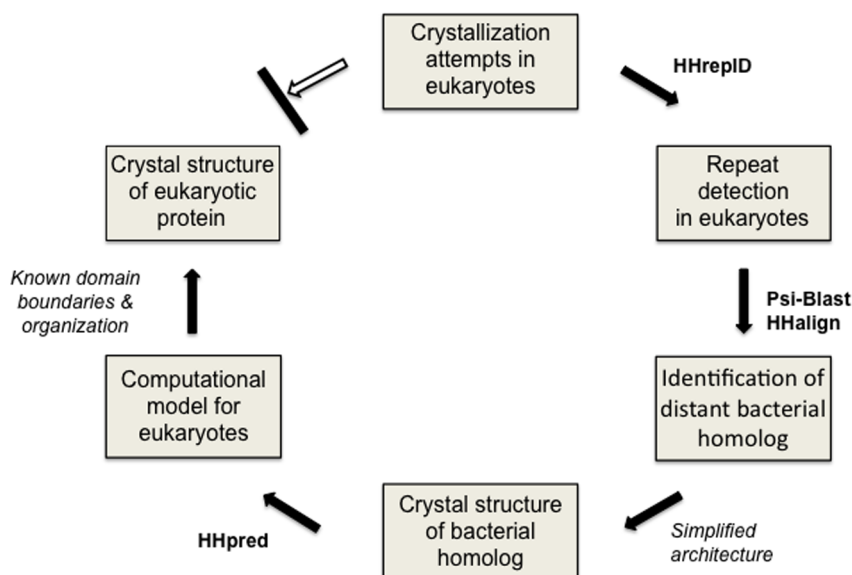 Crystallization
attempts in
eukaryotes
HHrepID
Repeat
detection
in eukaryotes
Psi-Blast
HHalign
Identification of
distant bacterial
homolog
Simplified
architecture
Crystal structure
of bacterial
homolog
HHpred
Computational
model for
eukaryotes
Known domain
boundaries &
organization
Crystal structure
of eukaryotic
protein